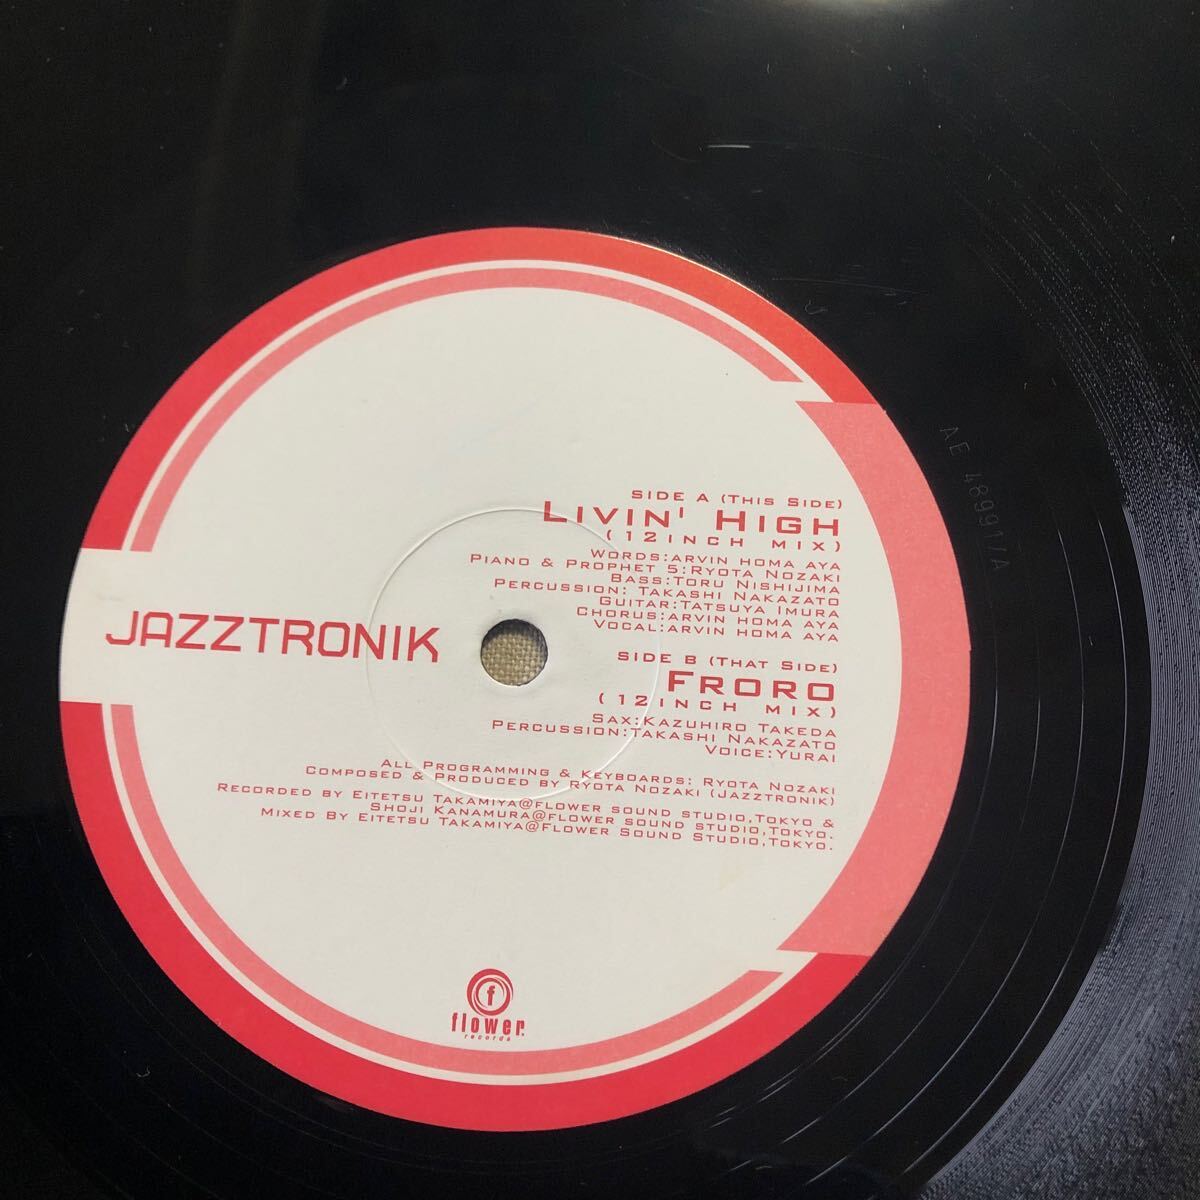 SIDE A (THIS SIDE)
LIVIN' HIGH
(12INCH MIX)
WORDS:ARVIN HOMA AYA
PIANO & PROPHET 5:RYOTA NOZAKI
BASS:TORU NISHIJIMA
PERCUSSION: TAKASHI NAKAZATO
GUITAR:TATSUYA IMURA
CHORUS:ARVIN HOMA AYA
VOCAL:ARVIN HOMA AYA
JAZZTRONIK
SIDE B (THAT SIDE)
FRORO
(12INCH MIX)
SAX:KAZUHIRO TAKEDA
PERCUSSION:TAKASHI NAKAZATO
VOICE:YURAI
ALL PROGRAMMING & KEYBOARDS: RYOTA NOZAKI
COMPOSED & PRODUCED BY RYOTA NOZAKI (JAZZTRONIK)
RECORDED BY EITETSU TAKAMIYA@FLOWER SOUND STUDIO,TOKYO &
SHOJI KANAMURA@FLOWER SOUND STUDIO,TOKYO.
MIXED BY EITETSU TAKAMIYA@FLOWER SOUND STUDIO,TOKYO.
f
flower
records
AE 48991/A